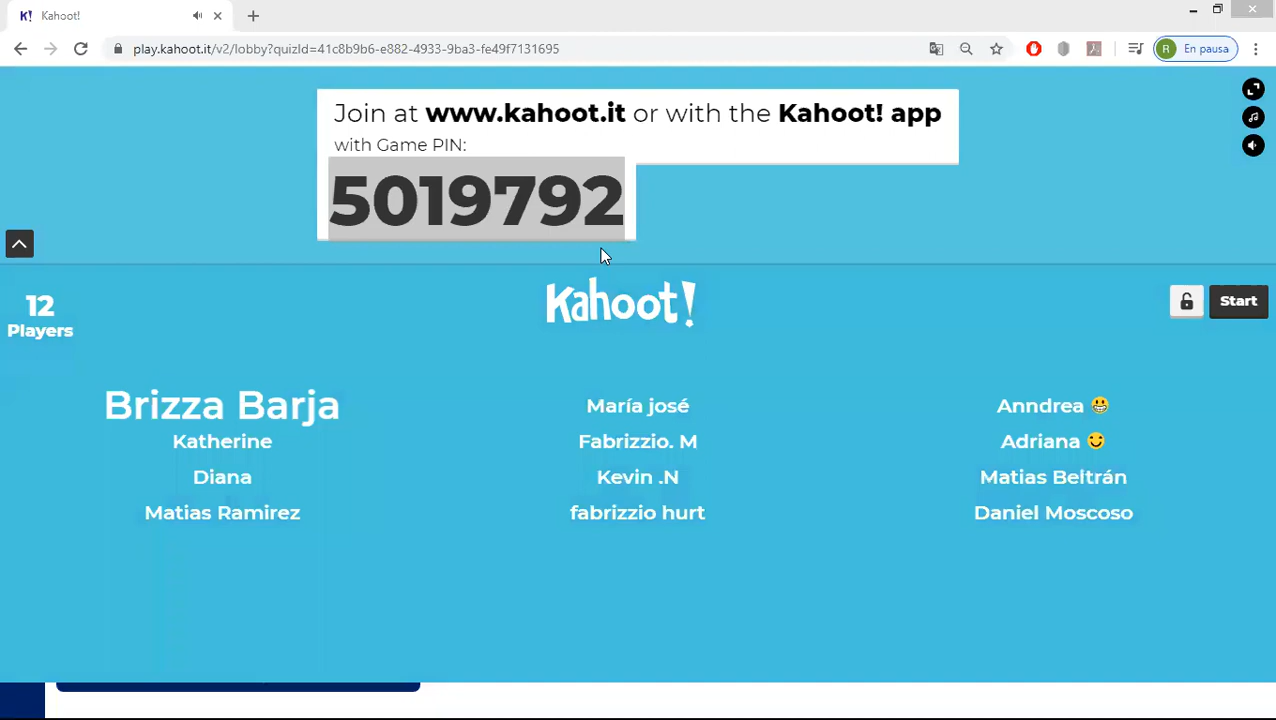 Kahoot!
play.kahoot.it/v2/lobby?quizId=41c8b9b6-e882-4933-9ba3-fe49f7131695
R En pausa
Join at www.kahoot.it or with the Kahoot! app
with Game PIN:
5019792
12
Players
Kahoot!
Start
Brizza Barja
María josé
Anndrea 😀
Katherine
Fabrizzio. M
Adriana 😉
Diana
Kevin .N
Matias Beltrán
Matias Ramirez
fabrizzio hurt
Daniel Moscoso